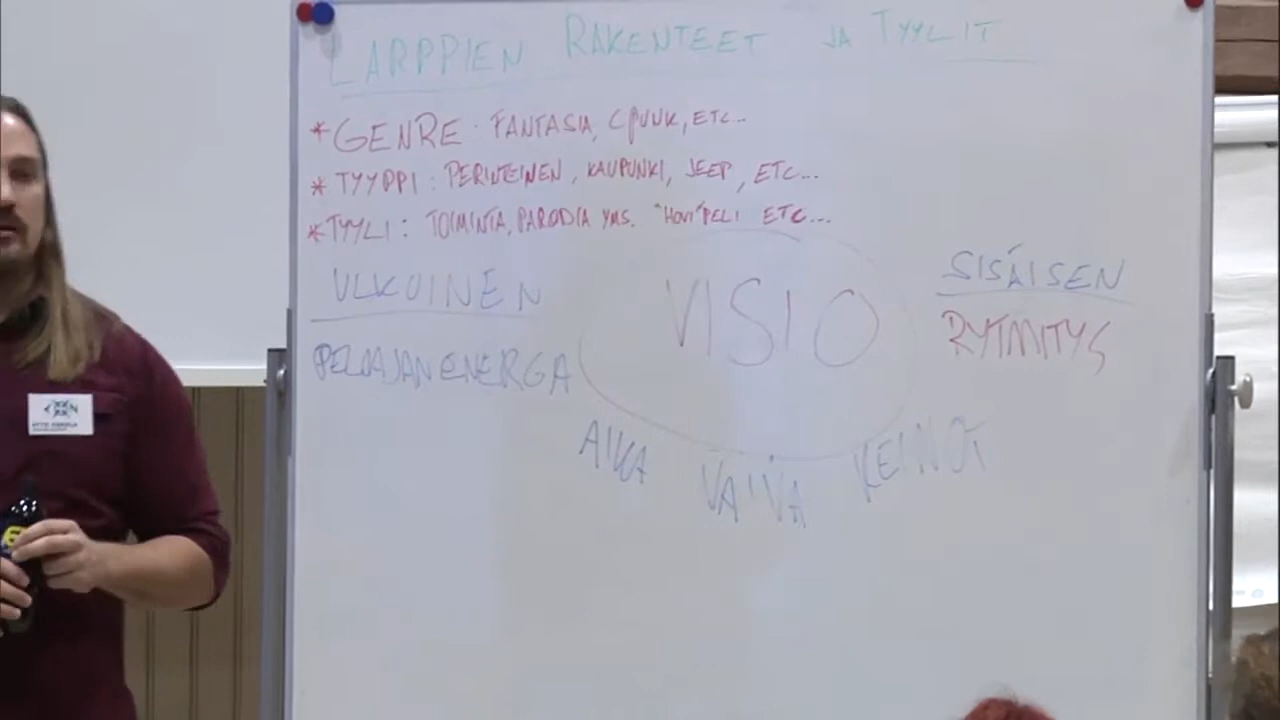 LARPPIEN RAKENTEET JA TYYLIT
* GENRE: FANTASIA, CPUNK, ETC...
* TYYPPI: PERINTEINEN, KAUPUNKI, JEEP, ETC...
* TYYLI: TOIMINTA, PARODIA YMS. "HOVI"PELI ETC...
ULKOINEN
VISIO
SISÄISEN
PELAAJAN ENERGIA
RYTMITYS
AIKA
VAIVA
KEINOT